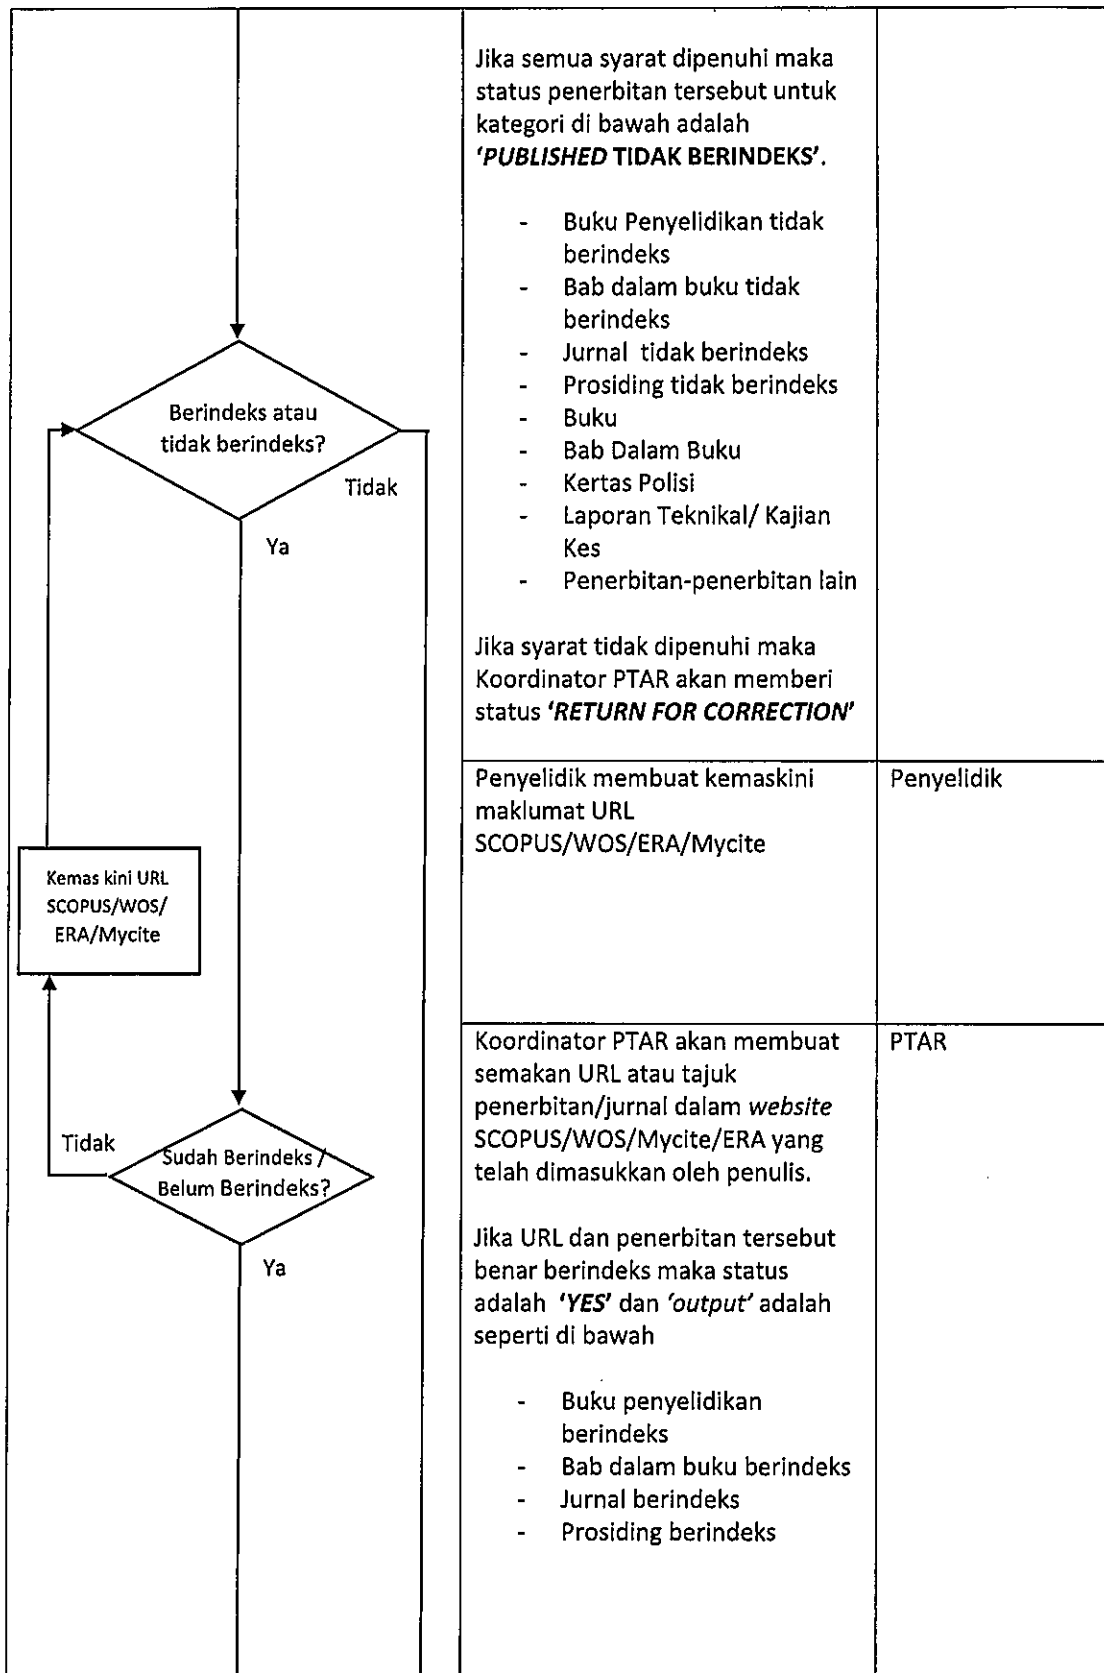 Berindeks atau
tidak berindeks?
Tidak
Ya
Kemas kini URL
SCOPUS/WOS/
ERA/Mycite
Tidak
Sudah Berindeks /
Belum Berindeks?
Ya
Jika semua syarat dipenuhi maka
status penerbitan tersebut untuk
kategori di bawah adalah
'PUBLISHED TIDAK BERINDEKS'.
- Buku Penyelidikan tidak
berindeks
- Bab dalam buku tidak
berindeks
- Jurnal tidak berindeks
- Prosiding tidak berindeks
- Buku
- Bab Dalam Buku
- Kertas Polisi
- Laporan Teknikal/ Kajian
Kes
- Penerbitan-penerbitan lain
Jika syarat tidak dipenuhi maka
Koordinator PTAR akan memberi
status 'RETURN FOR CORRECTION'
Penyelidik membuat kemaskini
maklumat URL
SCOPUS/WOS/ERA/Mycite
Penyelidik
Koordinator PTAR akan membuat
semakan URL atau tajuk
penerbitan/jurnal dalam website
SCOPUS/WOS/Mycite/ERA yang
telah dimasukkan oleh penulis.
Jika URL dan penerbitan tersebut
benar berindeks maka status
adalah 'YES' dan 'output' adalah
seperti di bawah
- Buku penyelidikan
berindeks
- Bab dalam buku berindeks
- Jurnal berindeks
- Prosiding berindeks
PTAR